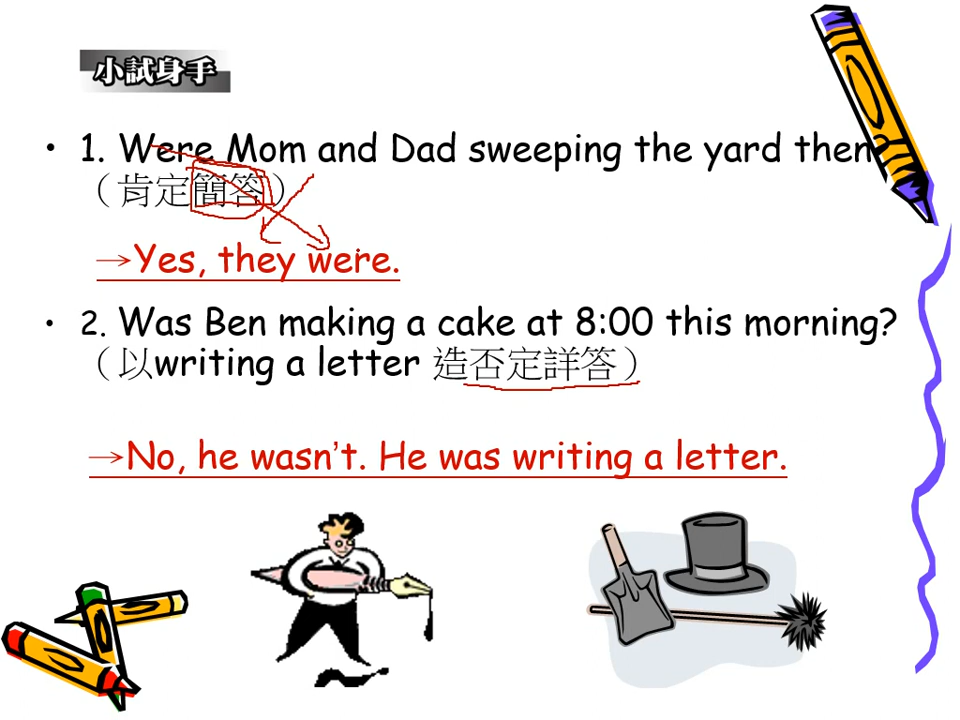 小試身手
• 1. Were Mom and Dad sweeping the yard then?
（肯定簡答）
→Yes, they were.
• 2. Was Ben making a cake at 8:00 this morning?
（以writing a letter 造否定詳答）
→No, he wasn’t. He was writing a letter.